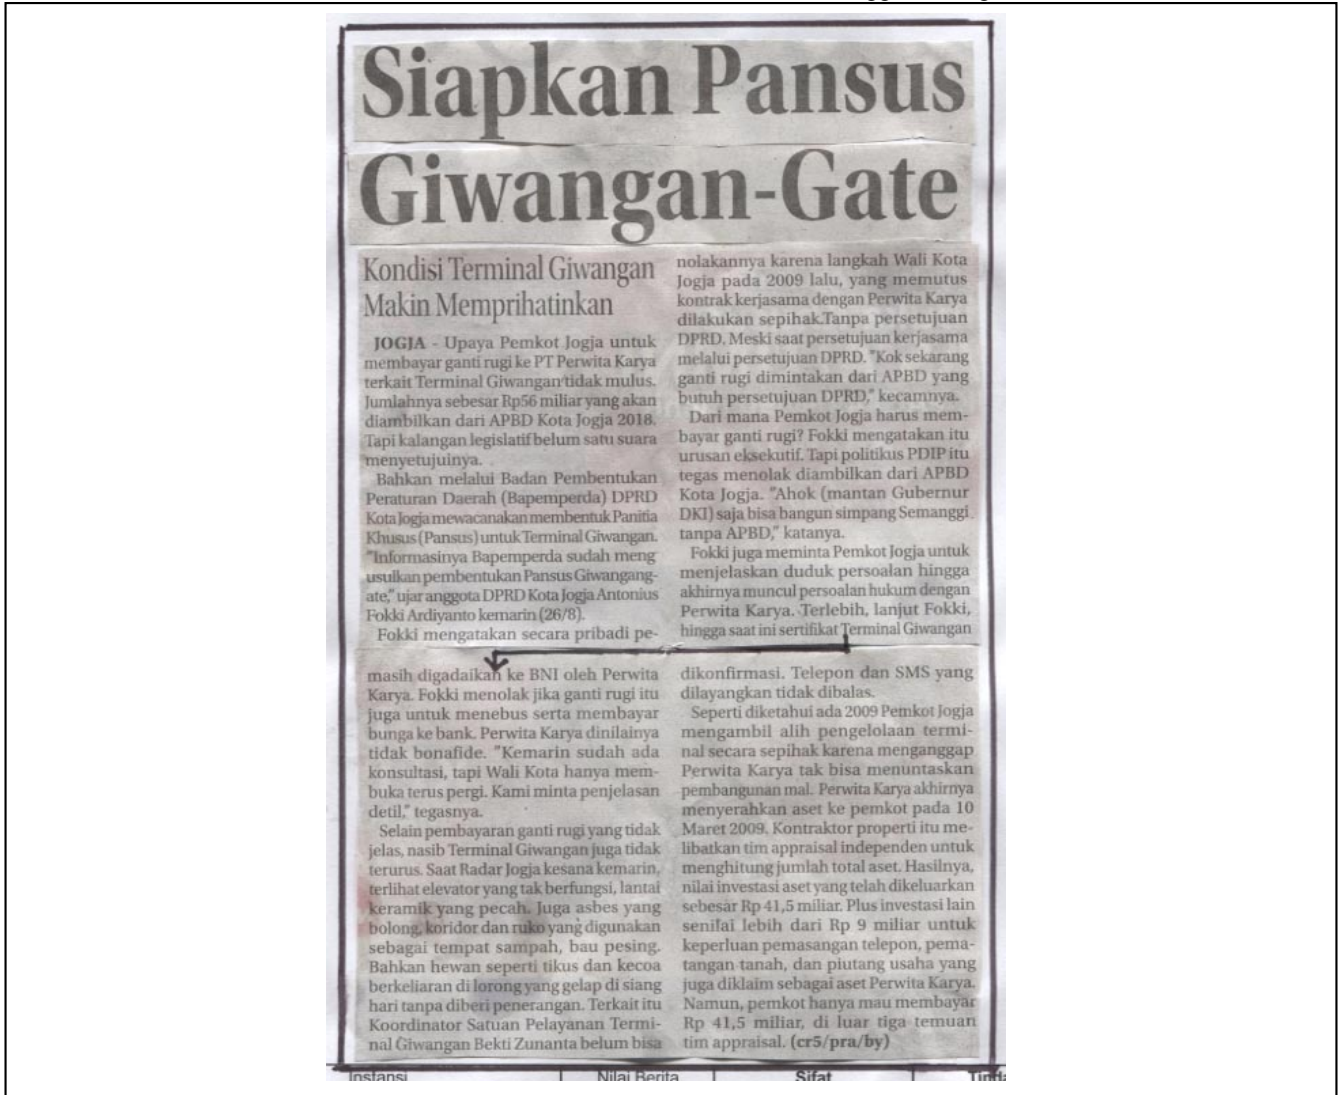 Siapkan Pansus
Giwangan-Gate
Kondisi Terminal Giwangan
Makin Memprihatinkan
JOGJA - Upaya Pemkot Jogja untuk
membayar ganti rugi ke PT Perwita Karya
terkait Terminal Giwangan tidak mulus.
Jumlahnya sebesar Rp56 miliar yang akan
diambilkan dari APBD Kota Jogja 2018.
Tapi kalangan legislatif belum satu suara
menyetujuinya.
Bahkan melalui Badan Pembentukan
Peraturan Daerah (Bapemperda) DPRD
Kota Jogja mewacanakan membentuk Panitia
Khusus (Pansus) untuk Terminal Giwangan.
"Informasinya Bapemperda sudah meng
usulkan pembentukan Pansus Giwangang-
ate," ujar anggota DPRD Kota Jogja Antonius
Fokki Ardiyanto kemarin (26/8).
Fokki mengatakan secara pribadi pe-
nolakannya karena langkah Wali Kota
Jogja pada 2009 lalu, yang memutus
kontrak kerjasama dengan Perwita Karya
dilakukan sepihak.Tanpa persetujuan
DPRD. Meski saat persetujuan kerjasama
melalui persetujuan DPRD. "Kok sekarang
ganti rugi dimintakan dari APBD yang
butuh persetujuan DPRD," kecamnya.
Dari mana Pemkot Jogja harus mem-
bayar ganti rugi? Fokki mengatakan itu
urusan eksekutif. Tapi politikus PDIP itu
tegas menolak diambilkan dari APBD
Kota Jogja. "Ahok (mantan Gubernur
DKI) saja bisa bangun simpang Semanggi
tanpa APBD," katanya.
Fokki juga meminta Pemkot Jogja untuk
menjelaskan duduk persoalan hingga
akhirnya muncul persoalan hukum dengan
Perwita Karya. Terlebih, lanjut Fokki,
hingga saat ini sertifikat Terminal Giwangan
masih digadaikan ke BNI oleh Perwita
Karya. Fokki menolak jika ganti rugi itu
juga untuk menebus serta membayar
bunga ke bank. Perwita Karya dinilainya
tidak bonafide. "Kemarin sudah ada
konsultasi, tapi Wali Kota hanya mem-
buka terus pergi. Kami minta penjelasan
detil," tegasnya.
Selain pembayaran ganti rugi yang tidak
jelas, nasib Terminal Giwangan juga tidak
terurus. Saat Radar Jogja kesana kemarin,
terlihat elevator yang tak berfungsi, lantai
keramik yang pecah. Juga asbes yang
bolong, koridor dan ruko yang digunakan
sebagai tempat sampah, bau pesing.
Bahkan hewan seperti tikus dan kecoa
berkeliaran di lorong yang gelap di siang
hari tanpa diberi penerangan. Terkait itu
Koordinator Satuan Pelayanan Termi-
nal Giwangan Bekti Zunanta belum bisa
dikonfirmasi. Telepon dan SMS yang
dilayangkan tidak dibalas.
Seperti diketahui ada 2009 Pemkot Jogja
mengambil alih pengelolaan termi-
nal secara sepihak karena menganggap
Perwita Karya tak bisa menuntaskan
pembangunan mal. Perwita Karya akhirnya
menyerahkan aset ke pemkot pada 10
Maret 2009. Kontraktor properti itu me-
libatkan tim appraisal independen untuk
menghitung jumlah total aset. Hasilnya,
nilai investasi aset yang telah dikeluarkan
sebesar Rp 41,5 miliar. Plus investasi lain
senilai lebih dari Rp 9 miliar untuk
keperluan pemasangan telepon, pema-
tangan tanah, dan piutang usaha yang
juga diklaim sebagai aset Perwita Karya.
Namun, pemkot hanya mau membayar
Rp 41,5 miliar, di luar tiga temuan
tim appraisal. (cr5/pra/by)
Instansi Nilai Berita Sifat